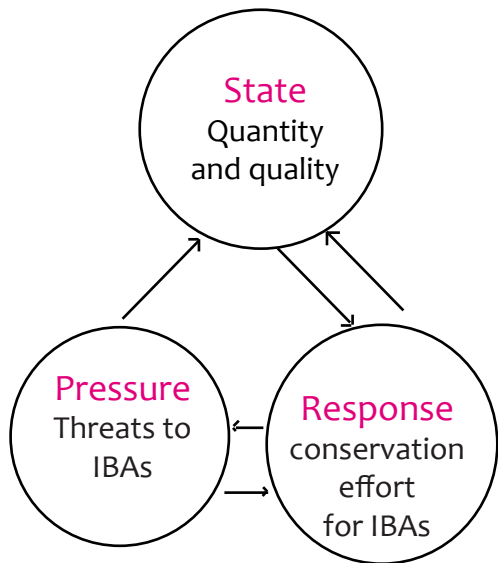 State
Quantity
and quality
Pressure
Threats to
IBAs
Response
conservation
effort
for IBAs